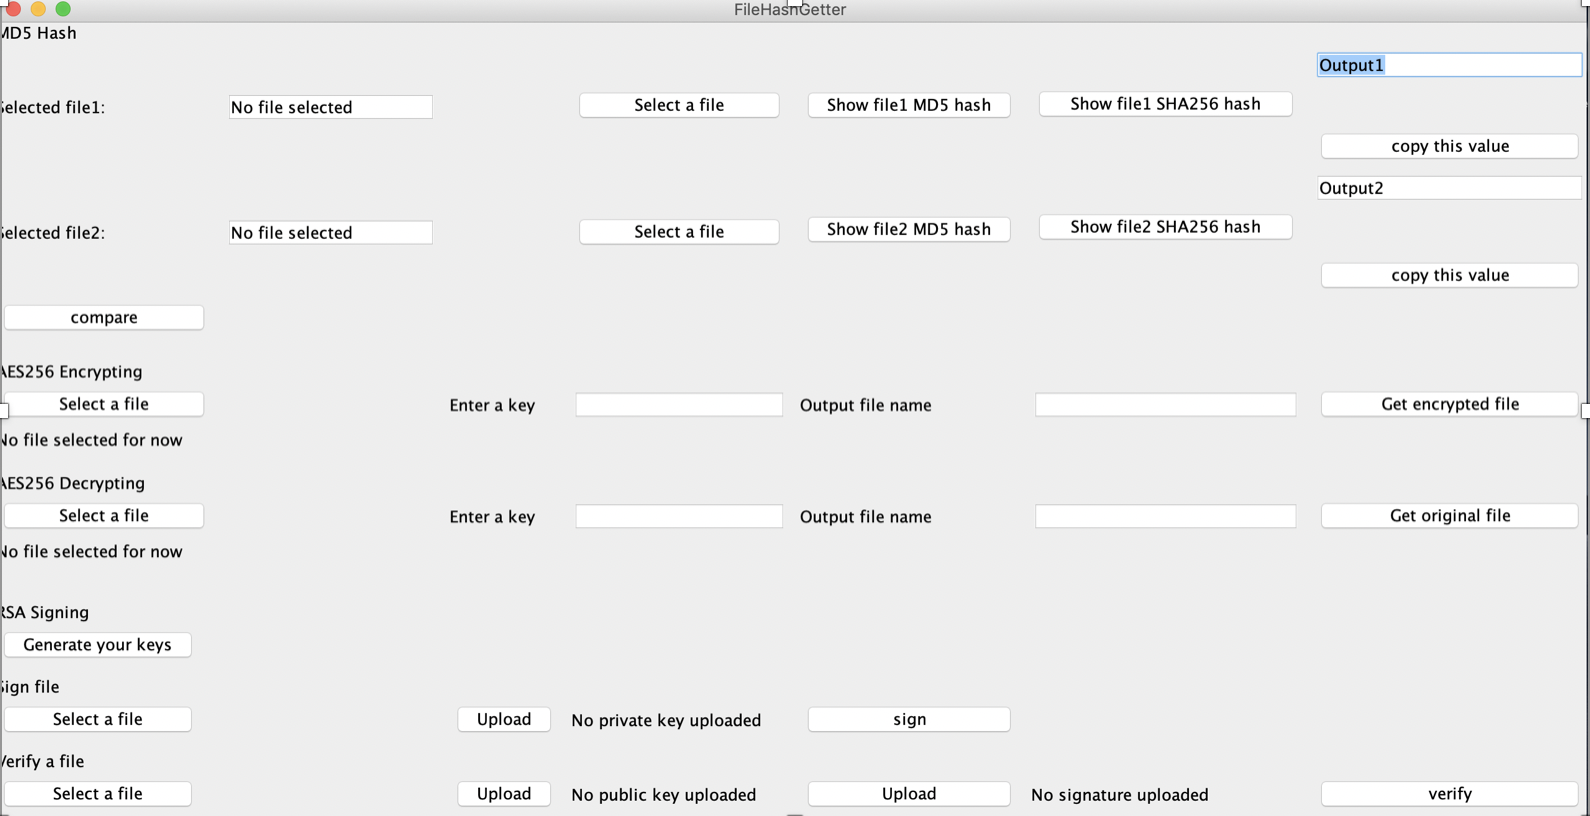 FileHashGetter
MD5 Hash
Output1
Selected file1: No file selected Select a file Show file1 MD5 hash Show file1 SHA256 hash
copy this value
Output2
Selected file2: No file selected Select a file Show file2 MD5 hash Show file2 SHA256 hash
copy this value
compare
AES256 Encrypting
Select a file Enter a key Output file name Get encrypted file
No file selected for now
AES256 Decrypting
Select a file Enter a key Output file name Get original file
No file selected for now
RSA Signing
Generate your keys
Sign file
Select a file Upload No private key uploaded sign
Verify a file
Select a file Upload No public key uploaded Upload No signature uploaded verify